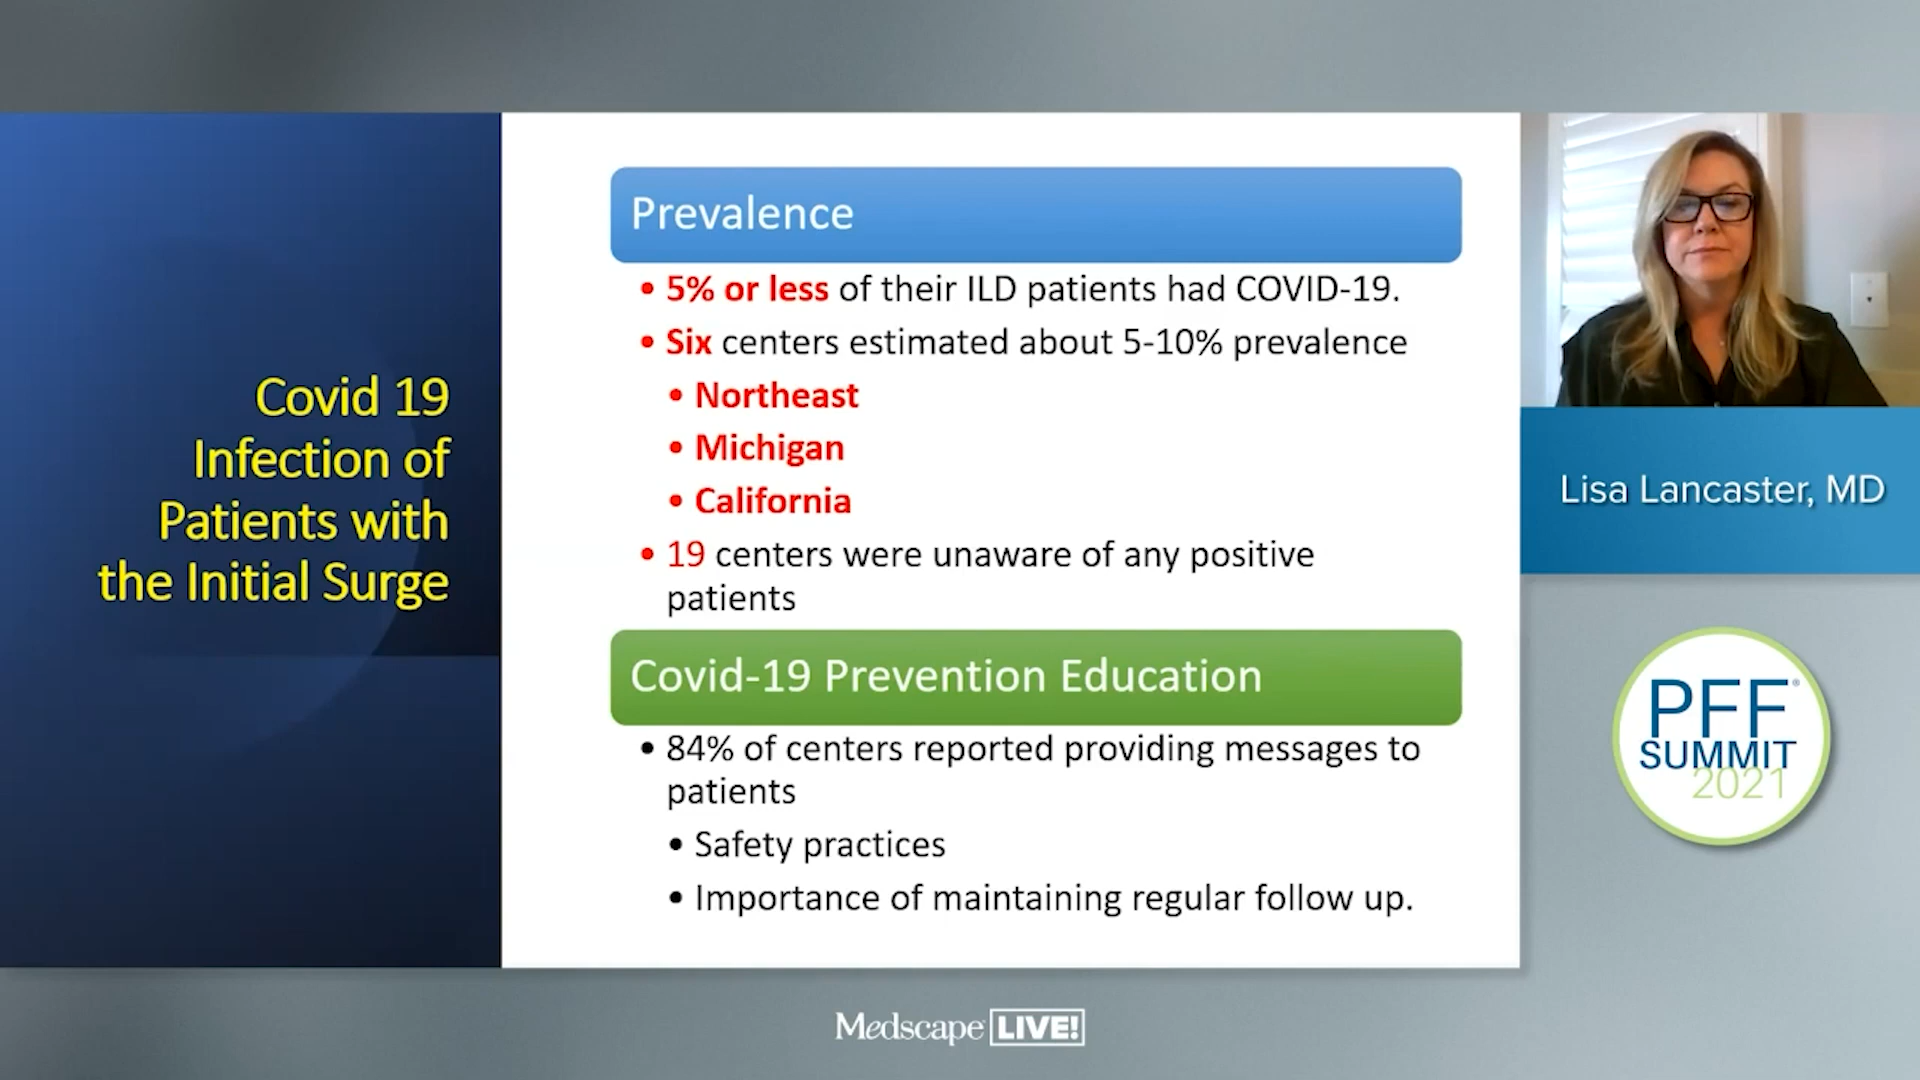 Covid 19
Infection of
Patients with
the Initial Surge
Prevalence
• 5% or less of their ILD patients had COVID-19.
• Six centers estimated about 5-10% prevalence
• Northeast
• Michigan
• California
• 19 centers were unaware of any positive
patients
Covid-19 Prevention Education
• 84% of centers reported providing messages to
patients
• Safety practices
• Importance of maintaining regular follow up.
Lisa Lancaster, MD
PFF®
SUMMIT
2021
Medscape LIVE!